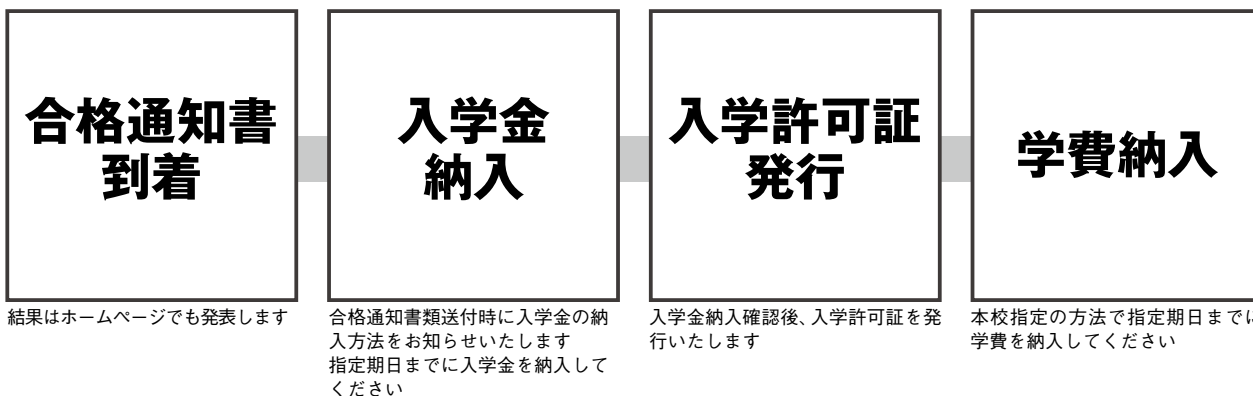 合格通知書
到着
結果はホームページでも発表します
入学金
納入
合格通知書類送付時に入学金の納
入方法をお知らせいたします
指定期日までに入学金を納入して
ください
入学許可証
発行
入学金納入確認後、入学許可証を発
行いたします
学費納入
本校指定の方法で指定期日までに
学費を納入してください